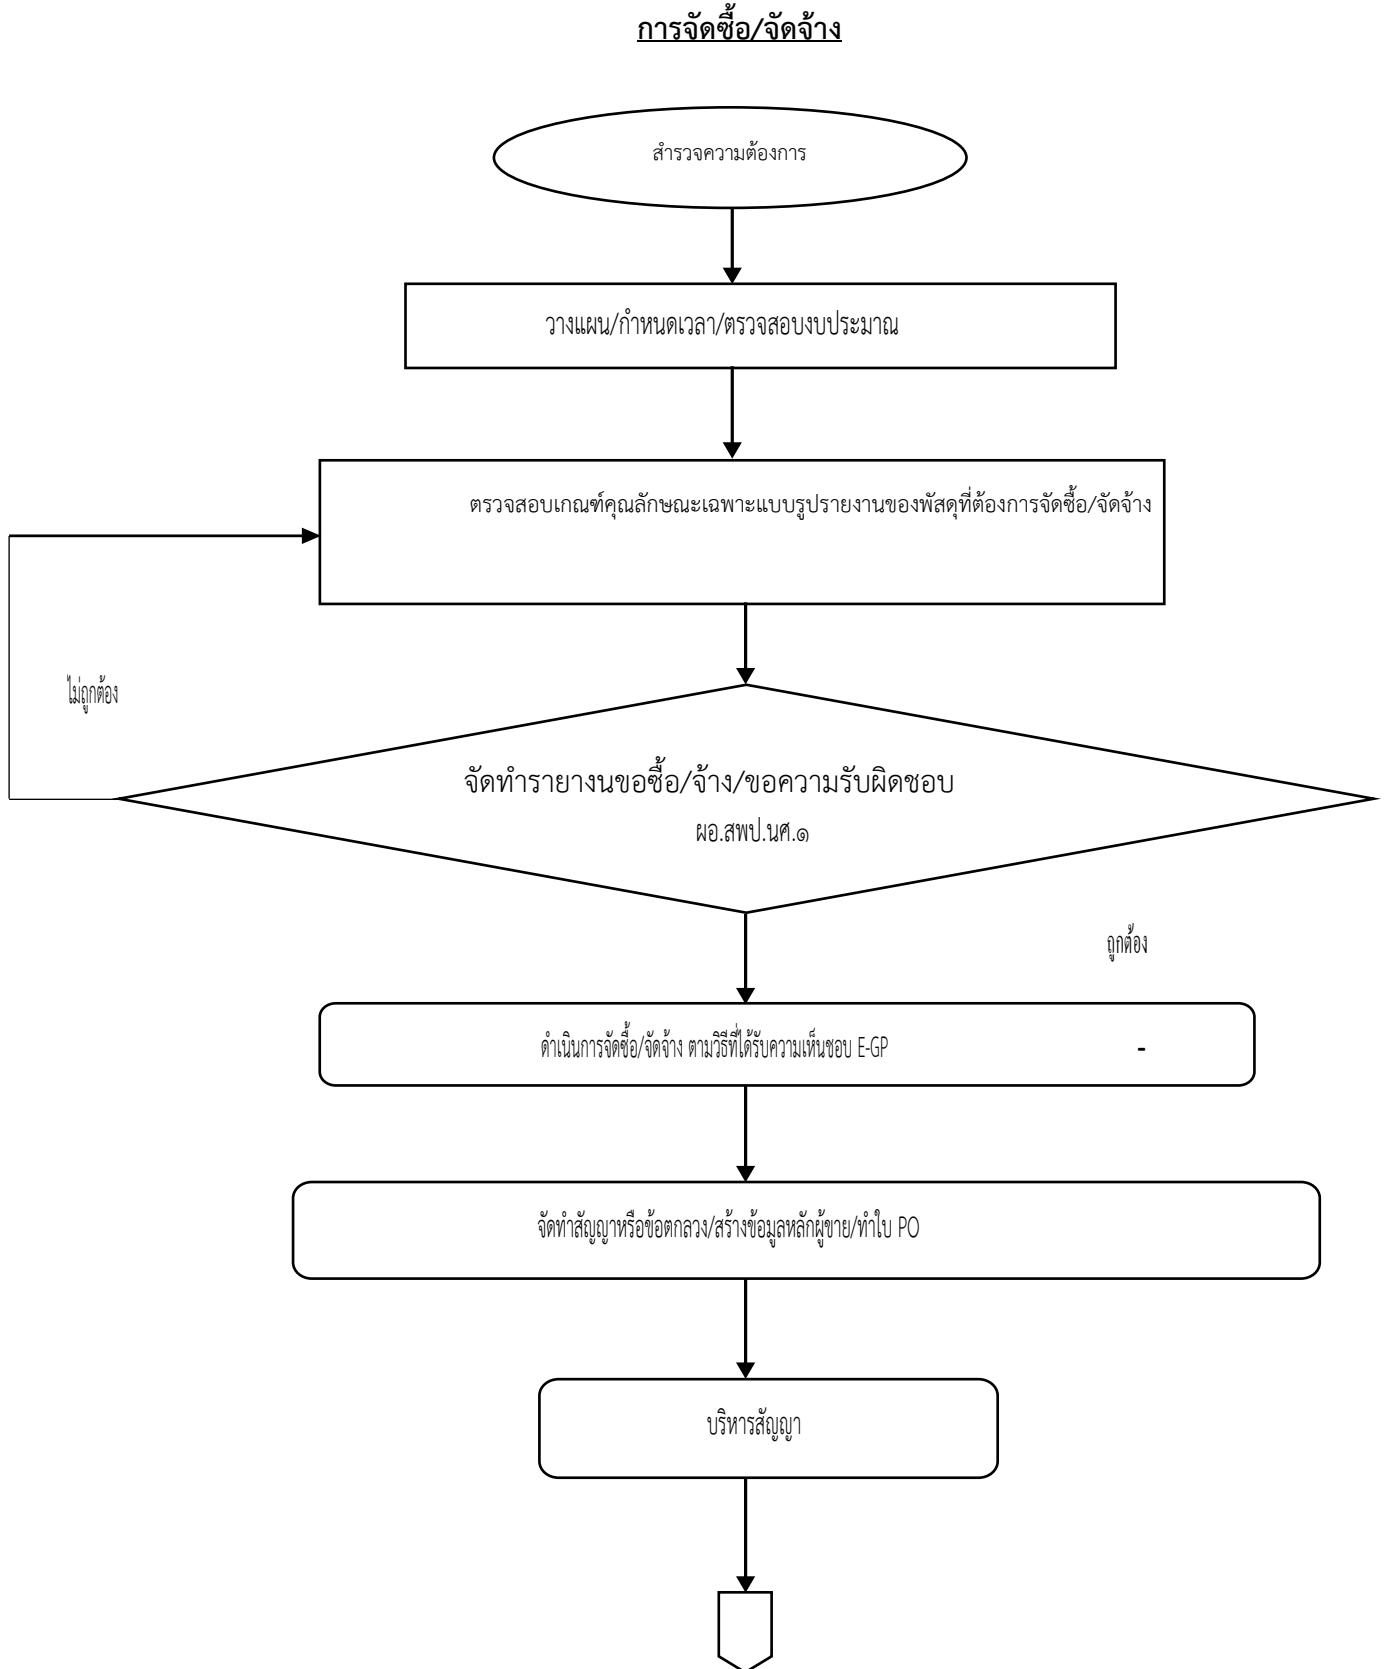 การจัดซื้อ/จัดจ้าง
สำรวจความต้องการ
วางแผน/กำหนดเวลา/ตรวจสอบงบประมาณ
ตรวจสอบเกณฑ์คุณลักษณะเฉพาะแบบรูปรายงานของพัสดุที่ต้องการจัดซื้อ/จัดจ้าง
ไม่ถูกต้อง
จัดทำรายางนขอซื้อ/จ้าง/ขอความรับผิดชอบ
ผอ.สพป.นศ.๑
ถูกต้อง
ดำเนินการจัดซื้อ/จัดจ้าง ตามวิธีที่ได้รับความเห็นชอบ E-GP -
จัดทำสัญญาหรือข้อตกลวง/สร้างข้อมูลหลักผู้ขาย/ทำใบ PO
บริหารสัญญา